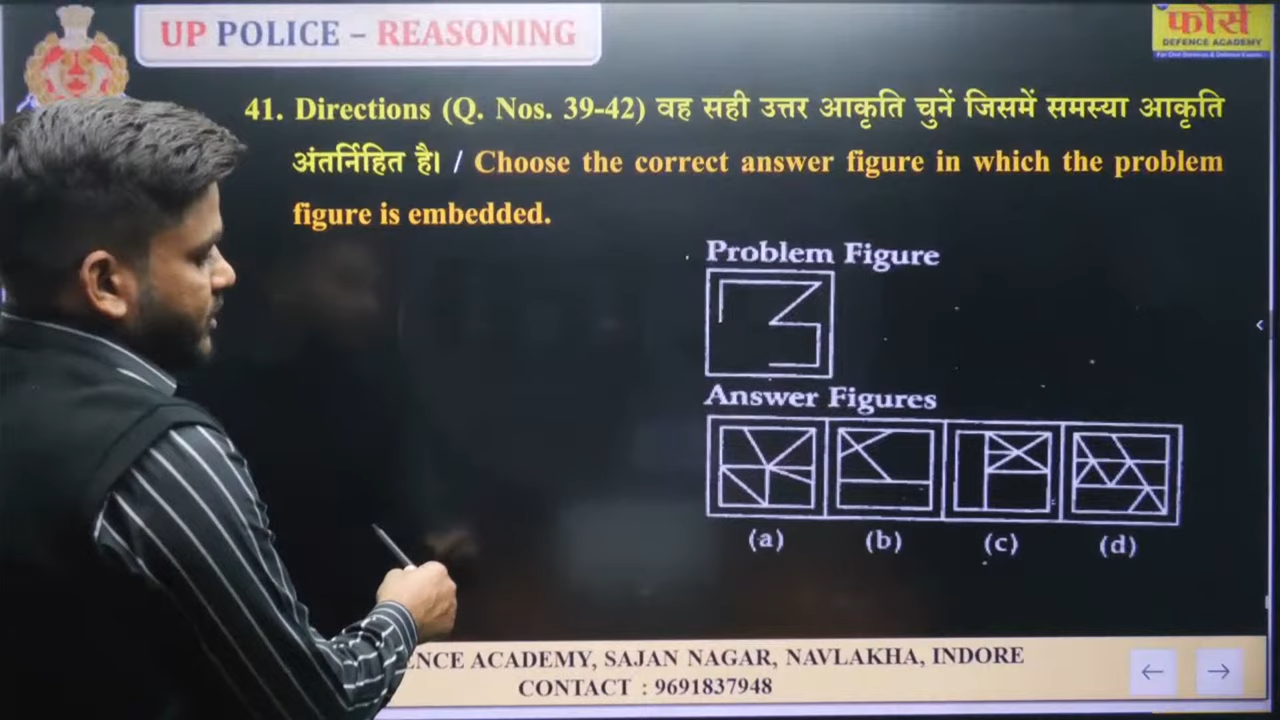 UP POLICE – REASONING
फोर्स
DEFENCE ACADEMY
41. Directions (Q. Nos. 39-42) वह सही उत्तर आकृति चुनें जिसमें समस्या आकृति
अंतर्निहित है। / Choose the correct answer figure in which the problem
figure is embedded.
Problem Figure
Answer Figures
(a) (b) (c) (d)
ACADEMY, SAJAN NAGAR, NAVLAKHA, INDORE
CONTACT : 9691837948